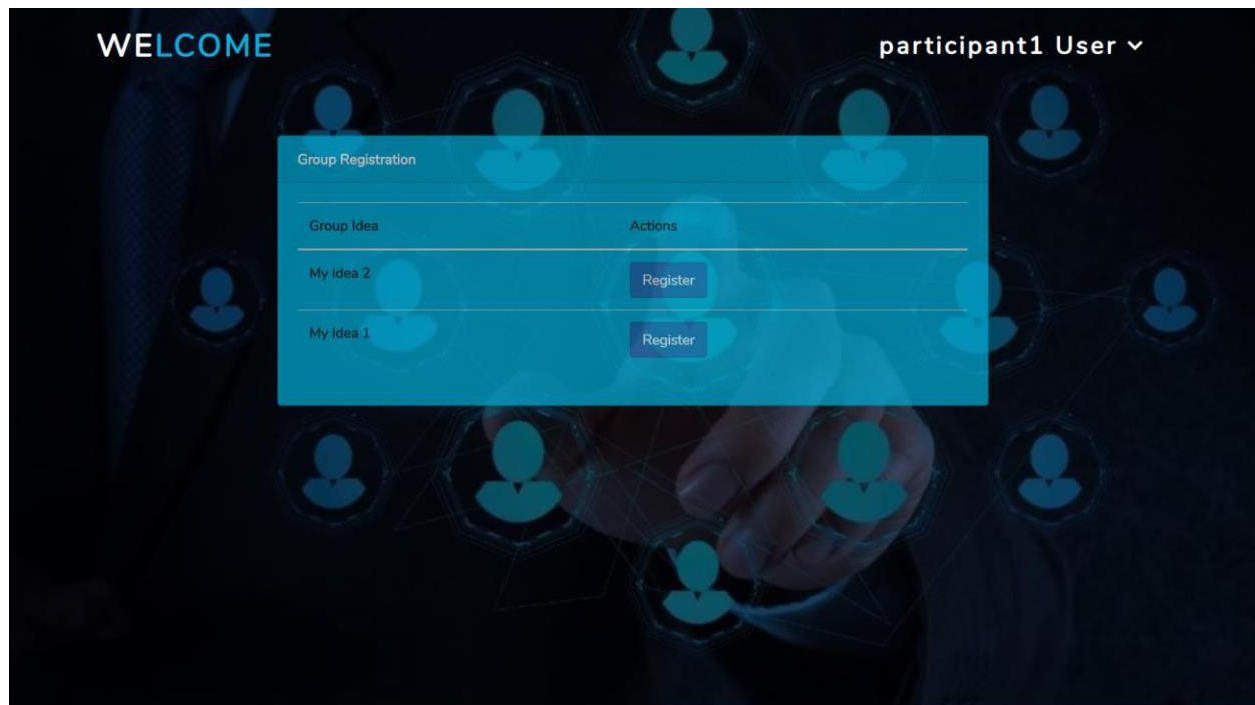 WELCOME
participant1 User
Group Registration
Group Idea Actions
My Idea 2 Register
My Idea 1 Register